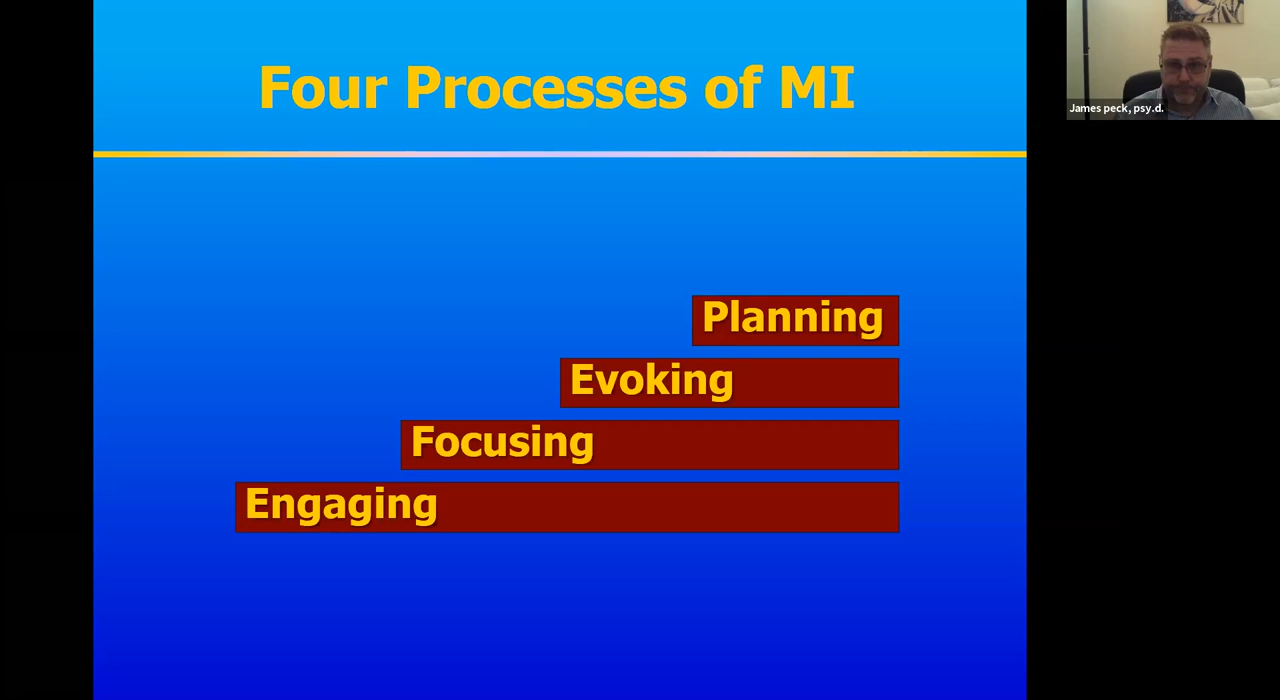 Four Processes of MI
James peck, psy.d.
Planning
Evoking
Focusing
Engaging